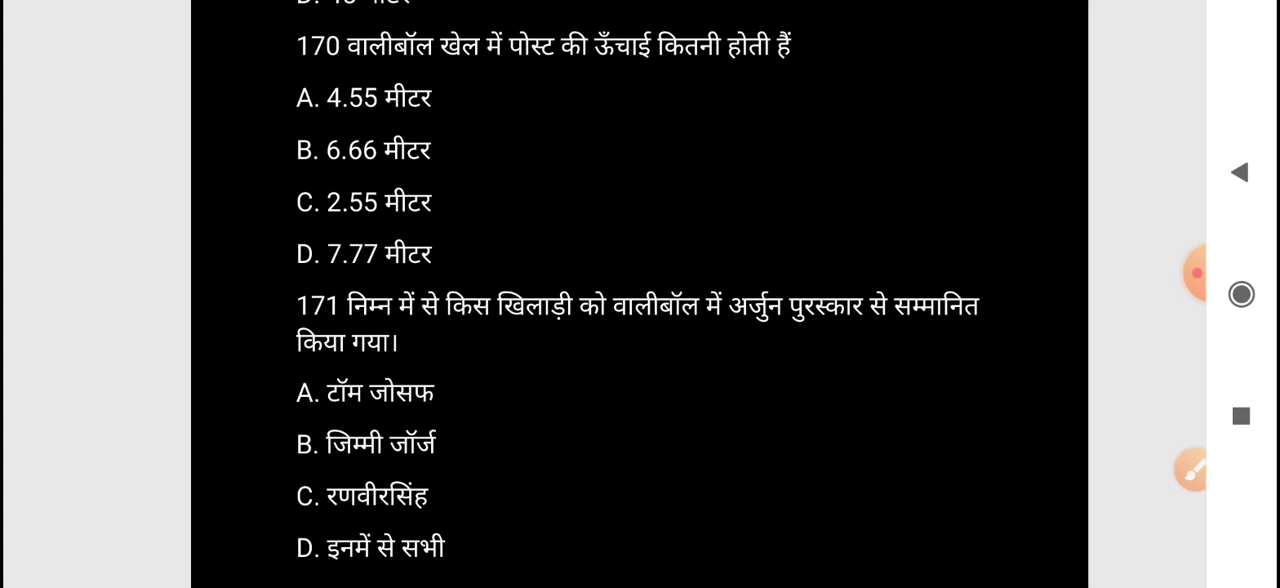 170 वालीबॉल खेल में पोस्ट की ऊँचाई कितनी होती हैं
A. 4.55 मीटर
B. 6.66 मीटर
C. 2.55 मीटर
D. 7.77 मीटर
171 निम्न में से किस खिलाड़ी को वालीबॉल में अर्जुन पुरस्कार से सम्मानित
किया गया।
A. टॉम जोसफ
B. जिम्मी जॉर्ज
C. रणवीरसिंह
D. इनमें से सभी